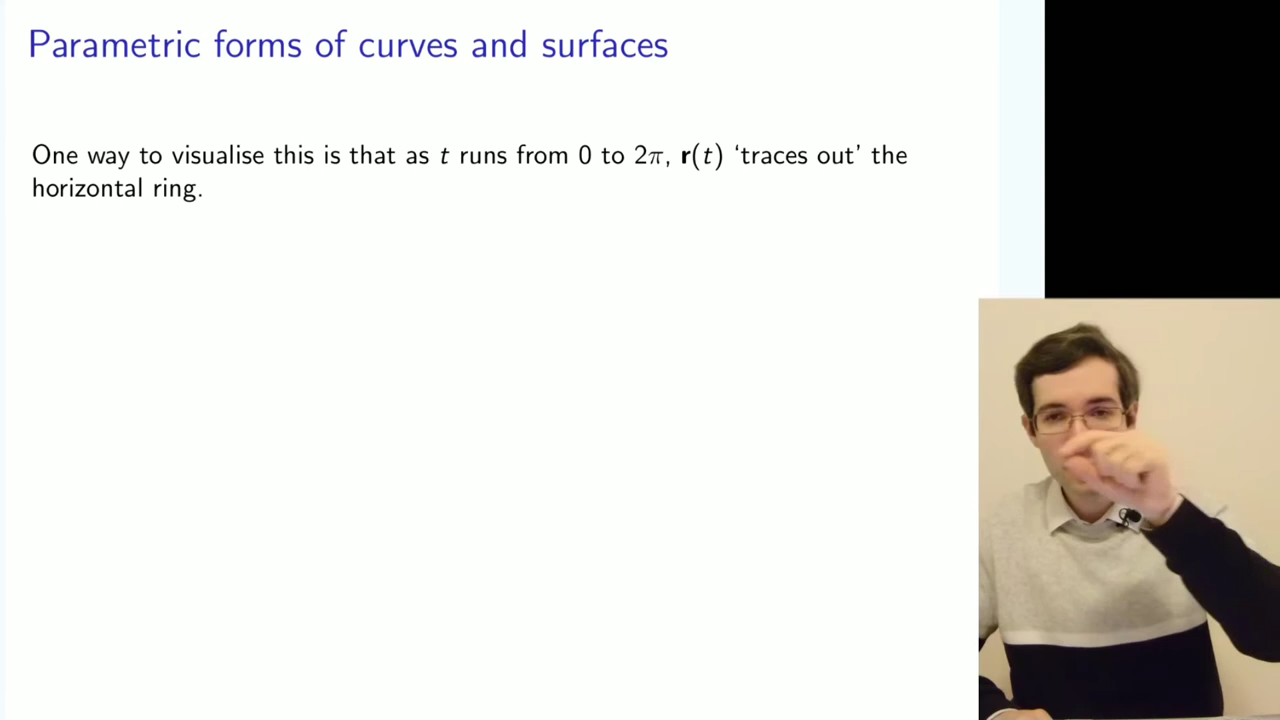 Parametric forms of curves and surfaces
One way to visualise this is that as t runs from 0 to 2π, r(t) ‘traces out’ the
horizontal ring.